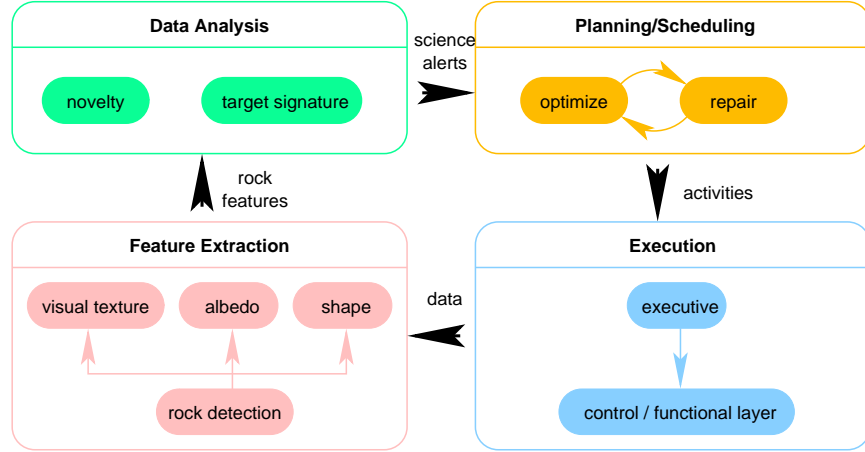 Data Analysis
novelty
target signature
science
alerts
Planning/Scheduling
optimize
repair
rock
features
activities
Feature Extraction
visual texture
albedo
shape
rock detection
data
Execution
executive
control / functional layer